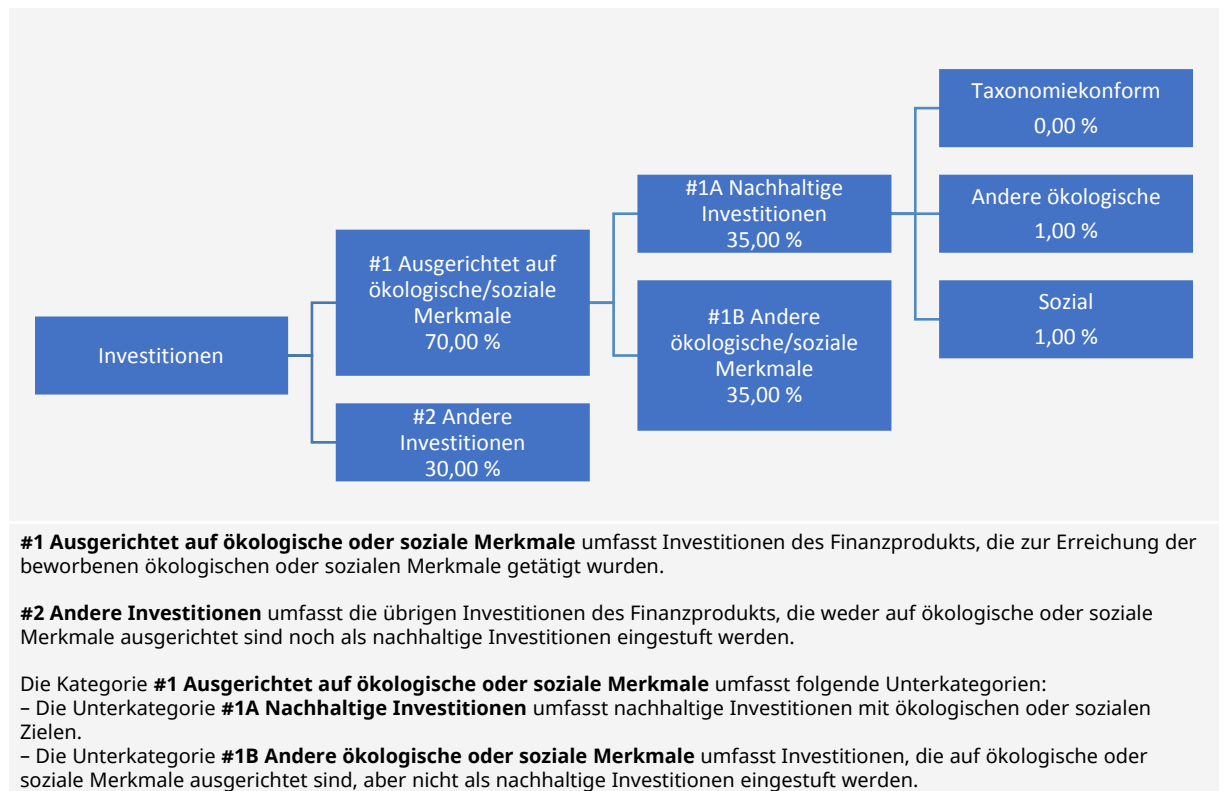 Investitionen
#1 Ausgerichtet auf
ökologische/soziale
Merkmale
70,00 %
#2 Andere
Investitionen
30,00 %
#1A Nachhaltige
Investitionen
35,00 %
#1B Andere
ökologische/soziale
Merkmale
35,00 %
Taxonomiekonform
0,00 %
Andere ökologische
1,00 %
Sozial
1,00 %
#1 Ausgerichtet auf ökologische oder soziale Merkmale umfasst Investitionen des Finanzprodukts, die zur Erreichung der
beworbenen ökologischen oder sozialen Merkmale getätigt wurden.
#2 Andere Investitionen umfasst die übrigen Investitionen des Finanzprodukts, die weder auf ökologische oder soziale
Merkmale ausgerichtet sind noch als nachhaltige Investitionen eingestuft werden.
Die Kategorie #1 Ausgerichtet auf ökologische oder soziale Merkmale umfasst folgende Unterkategorien:
– Die Unterkategorie #1A Nachhaltige Investitionen umfasst nachhaltige Investitionen mit ökologischen oder sozialen
Zielen.
– Die Unterkategorie #1B Andere ökologische oder soziale Merkmale umfasst Investitionen, die auf ökologische oder
soziale Merkmale ausgerichtet sind, aber nicht als nachhaltige Investitionen eingestuft werden.